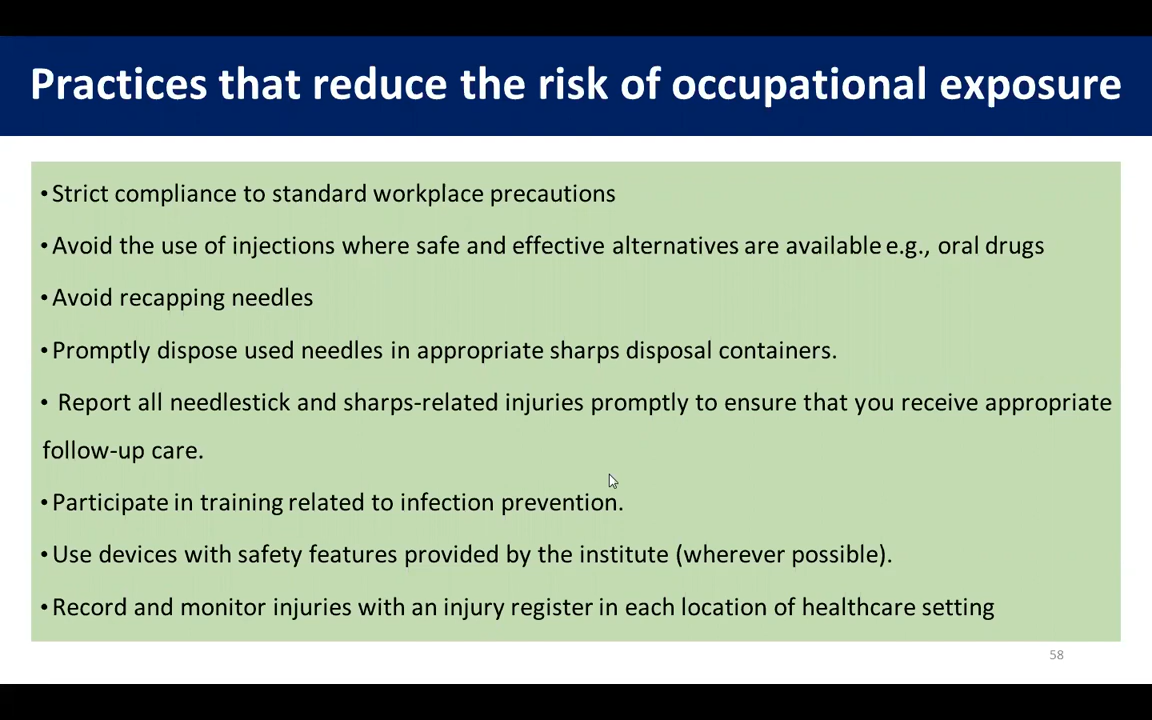 Practices that reduce the risk of occupational exposure
•Strict compliance to standard workplace precautions
•Avoid the use of injections where safe and effective alternatives are available e.g., oral drugs
•Avoid recapping needles
•Promptly dispose used needles in appropriate sharps disposal containers.
• Report all needlestick and sharps-related injuries promptly to ensure that you receive appropriate
follow-up care.
•Participate in training related to infection prevention.
•Use devices with safety features provided by the institute (wherever possible).
•Record and monitor injuries with an injury register in each location of healthcare setting
58